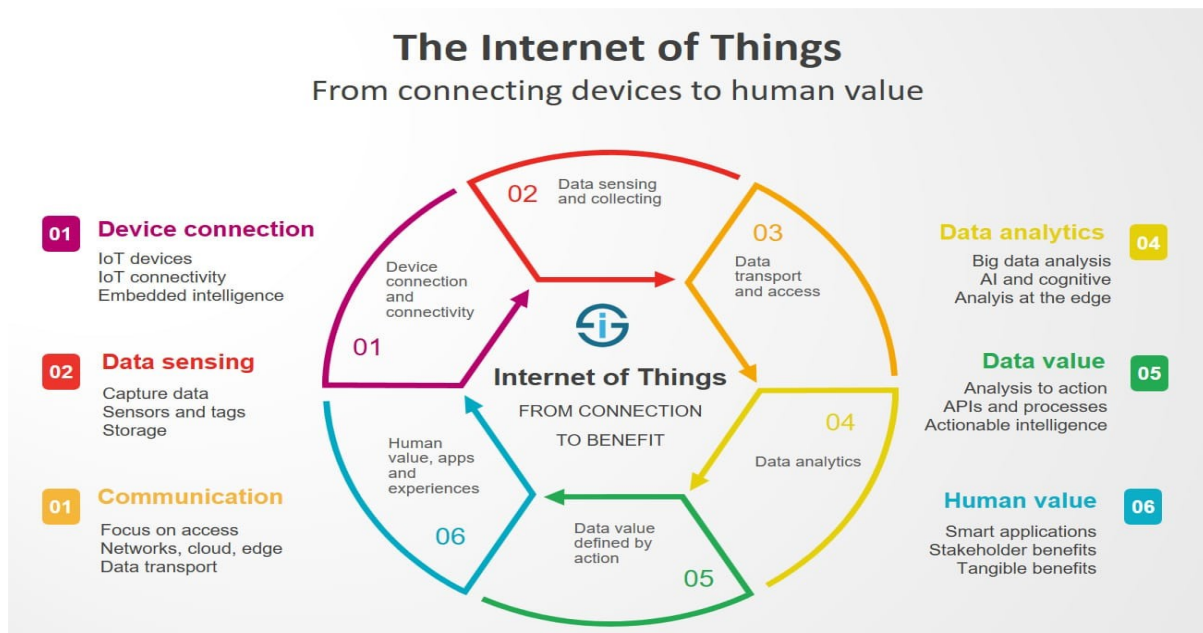 The Internet of Things
From connecting devices to human value
01
Device connection
IoT devices
IoT connectivity
Embedded intelligence
02
Data sensing
Capture data
Sensors and tags
Storage
01
Communication
Focus on access
Networks, cloud, edge
Data transport
01
Device
connection
and
connectivity
02
Data sensing
and collecting
03
Data
transport
and access
04
Data analytics
05
Data value
defined by
action
06
Human
value, apps
and
experiences
SiG
Internet of Things
FROM CONNECTION
TO BENEFIT
Data analytics
04
Big data analysis
AI and cognitive
Analyis at the edge
Data value
05
Analysis to action
APIs and processes
Actionable intelligence
Human value
06
Smart applications
Stakeholder benefits
Tangible benefits